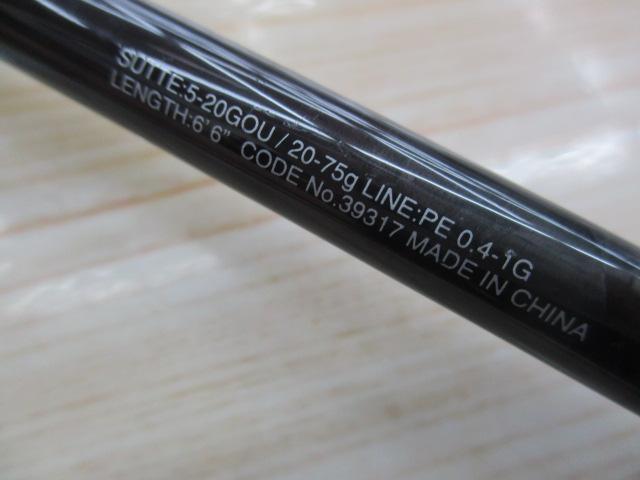 SUTTE:5-20GOU / 20-75g LINE:PE 0.4-1G
LENGTH:6'6" CODE No.39317 MADE IN CHINA